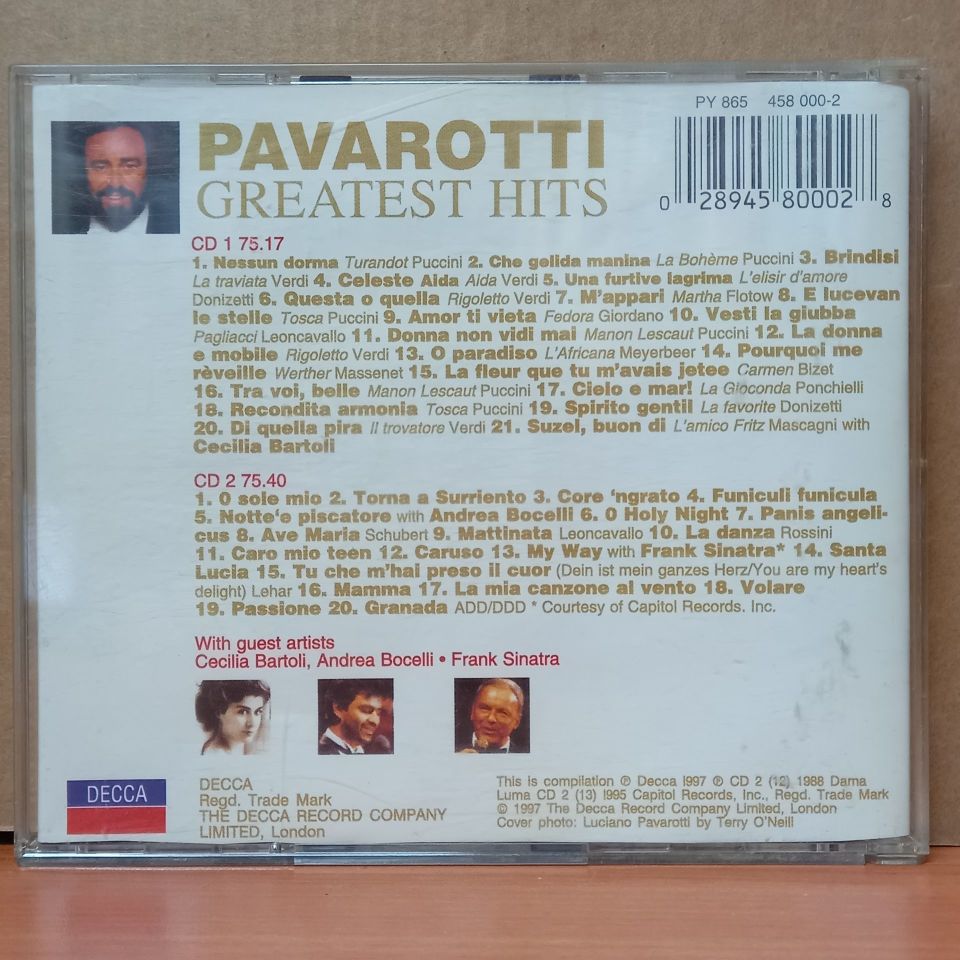 PY 865 458 000-2
PAVAROTTI
GREATEST HITS
0 28945 80002 8
CD 1 75.17
1. Nessun dorma Turandot Puccini 2. Che gelida manina La Bohème Puccini 3. Brindisi
La traviata Verdi 4. Celeste Aida Aida Verdi 5. Una furtive lagrima L'elisir d'amore
Donizetti 6. Questa o quella Rigoletto Verdi 7. M'appari Martha Flotow 8. E lucevan
le stelle Tosca Puccini 9. Amor ti vieta Fedora Giordano 10. Vesti la giubba
Pagliacci Leoncavallo 11. Donna non vidi mai Manon Lescaut Puccini 12. La donna
e mobile Rigoletto Verdi 13. O paradiso L'Africana Meyerbeer 14. Pourquoi me
rèveille Werther Massenet 15. La fleur que tu m'avais jetee Carmen Bizet
16. Tra voi, belle Manon Lescaut Puccini 17. Cielo e mar! La Gioconda Ponchielli
18. Recondita armonia Tosca Puccini 19. Spirito gentil La favorite Donizetti
20. Di quella pira Il trovatore Verdi 21. Suzel, buon di L'amico Fritz Mascagni with
Cecilia Bartoli
CD 2 75.40
1. 0 sole mio 2. Torna a Surriento 3. Core 'ngrato 4. Funiculi funicula
5. Notte'e piscatore with Andrea Bocelli 6. 0 Holy Night 7. Panis angeli-
cus 8. Ave Maria Schubert 9. Mattinata Leoncavallo 10. La danza Rossini
11. Caro mio teen 12. Caruso 13. My Way with Frank Sinatra* 14. Santa
Lucia 15. Tu che m'hai preso il cuor (Dein ist mein ganzes Herz/You are my heart's
delight) Lehar 16. Mamma 17. La mia canzone al vento 18. Volare
19. Passione 20. Granada ADD/DDD * Courtesy of Capitol Records. Inc.
With guest artists
Cecilia Bartoli, Andrea Bocelli • Frank Sinatra
DECCA
DECCA
Regd. Trade Mark
THE DECCA RECORD COMPANY
LIMITED, London
This is compilation ℗ Decca I997 ℗ CD 2 (12) 1988 Dama
Luma CD 2 (13) I995 Capitol Records, Inc., Regd. Trade Mark
© 1997 The Decca Record Company Limited, London
Cover photo: Luciano Pavarotti by Terry O'Neill